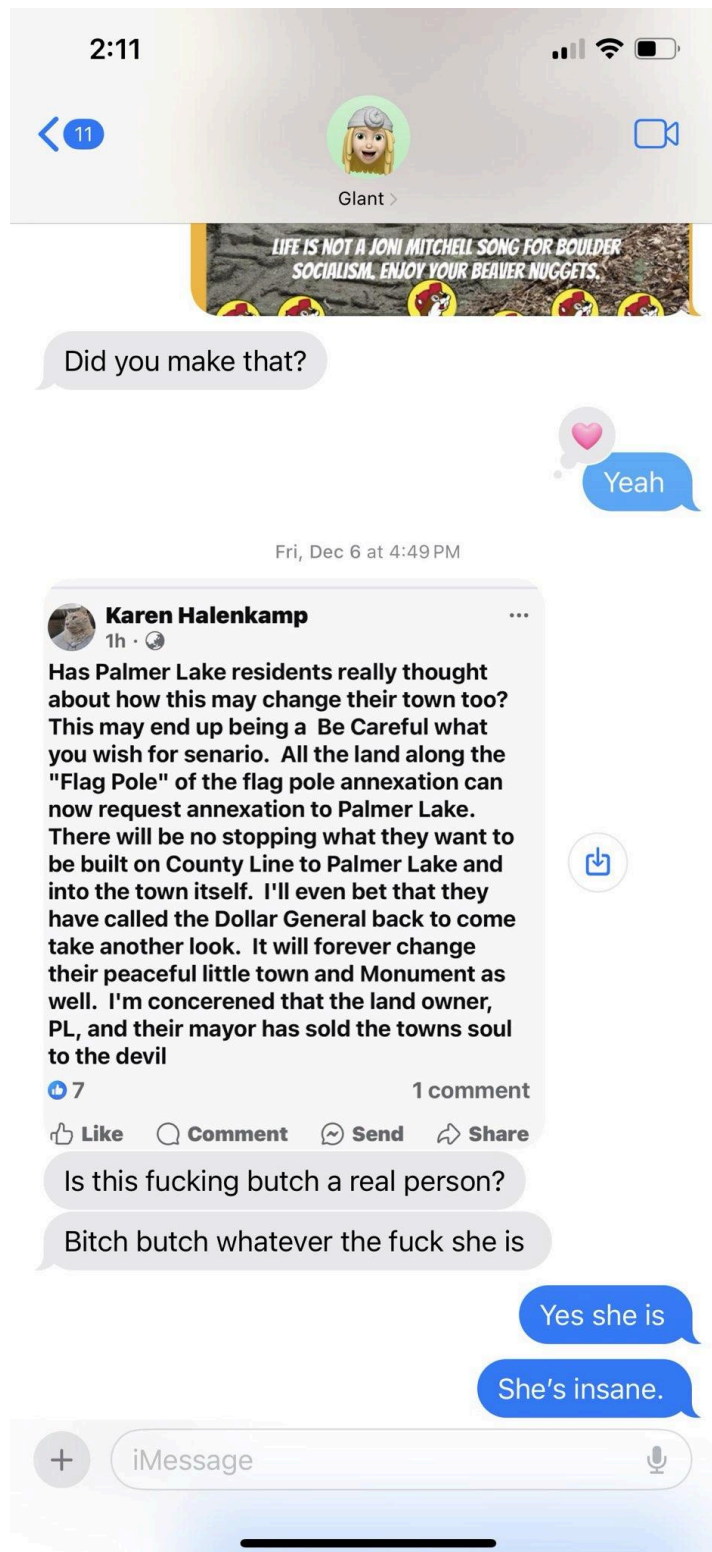 2:11
11
Glant
LIFE IS NOT A JONI MITCHELL SONG FOR BOULDER
SOCIALISM. ENJOY YOUR BEAVER NUGGETS.
Did you make that?
Yeah
Fri, Dec 6 at 4:49 PM
Karen Halenkamp
1h ·
Has Palmer Lake residents really thought
about how this may change their town too?
This may end up being a Be Careful what
you wish for senario. All the land along the
"Flag Pole" of the flag pole annexation can
now request annexation to Palmer Lake.
There will be no stopping what they want to
be built on County Line to Palmer Lake and
into the town itself. I'll even bet that they
have called the Dollar General back to come
take another look. It will forever change
their peaceful little town and Monument as
well. I'm concerened that the land owner,
PL, and their mayor has sold the towns soul
to the devil
7
1 comment
Like
Comment
Send
Share
Is this fucking butch a real person?
Bitch butch whatever the fuck she is
Yes she is
She's insane.
iMessage